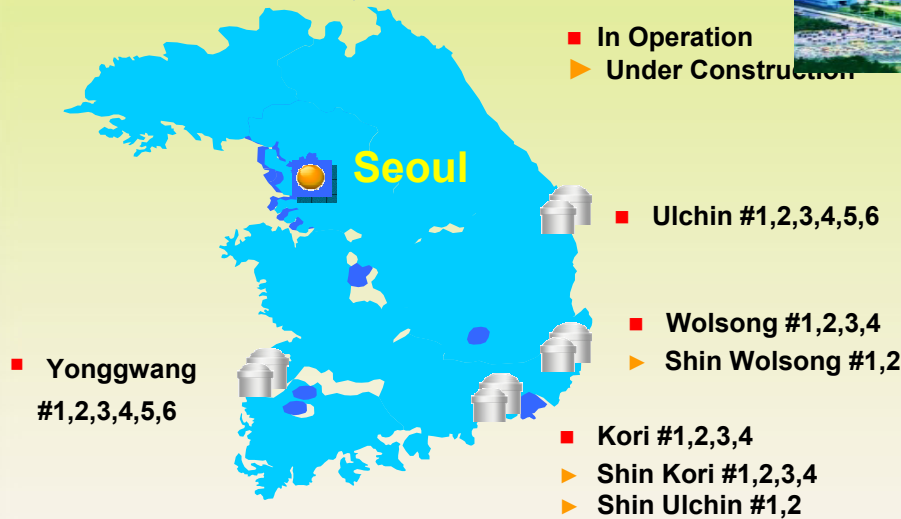 In Operation
Under Construction
Seoul
Ulchin #1,2,3,4,5,6
Wolsong #1,2,3,4
Shin Wolsong #1,2
Yonggwang
#1,2,3,4,5,6
Kori #1,2,3,4
Shin Kori #1,2,3,4
Shin Ulchin #1,2